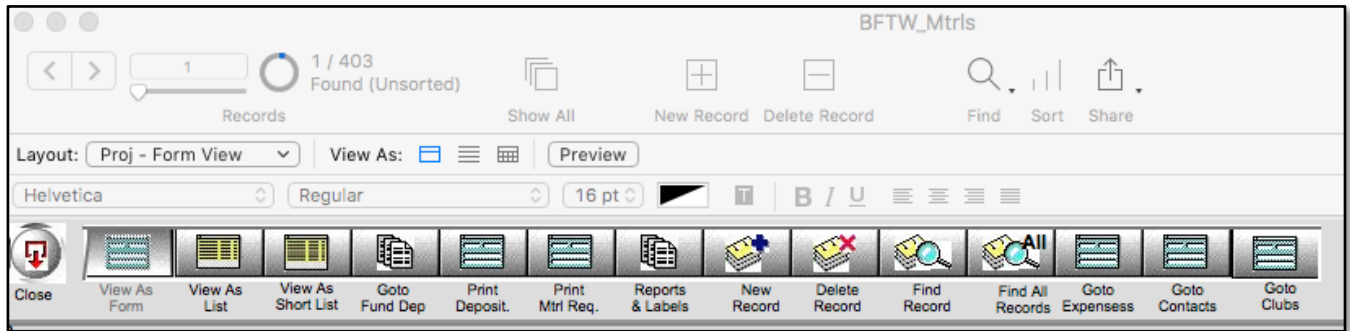 BFTW_Mtrls
1
1 / 403
Found (Unsorted)
Records
Show All
New Record
Delete Record
Find
Sort
Share
Layout:
Proj - Form View
View As:
Preview
Helvetica
Regular
16 pt
T
B I U
All
Close
View As
Form
View As
List
View As
Short List
Goto
Fund Dep
Print
Deposit.
Print
Mtrl Req.
Reports
& Labels
New
Record
Delete
Record
Find
Record
Find All
Records
Goto
Expensess
Goto
Contacts
Goto
Clubs